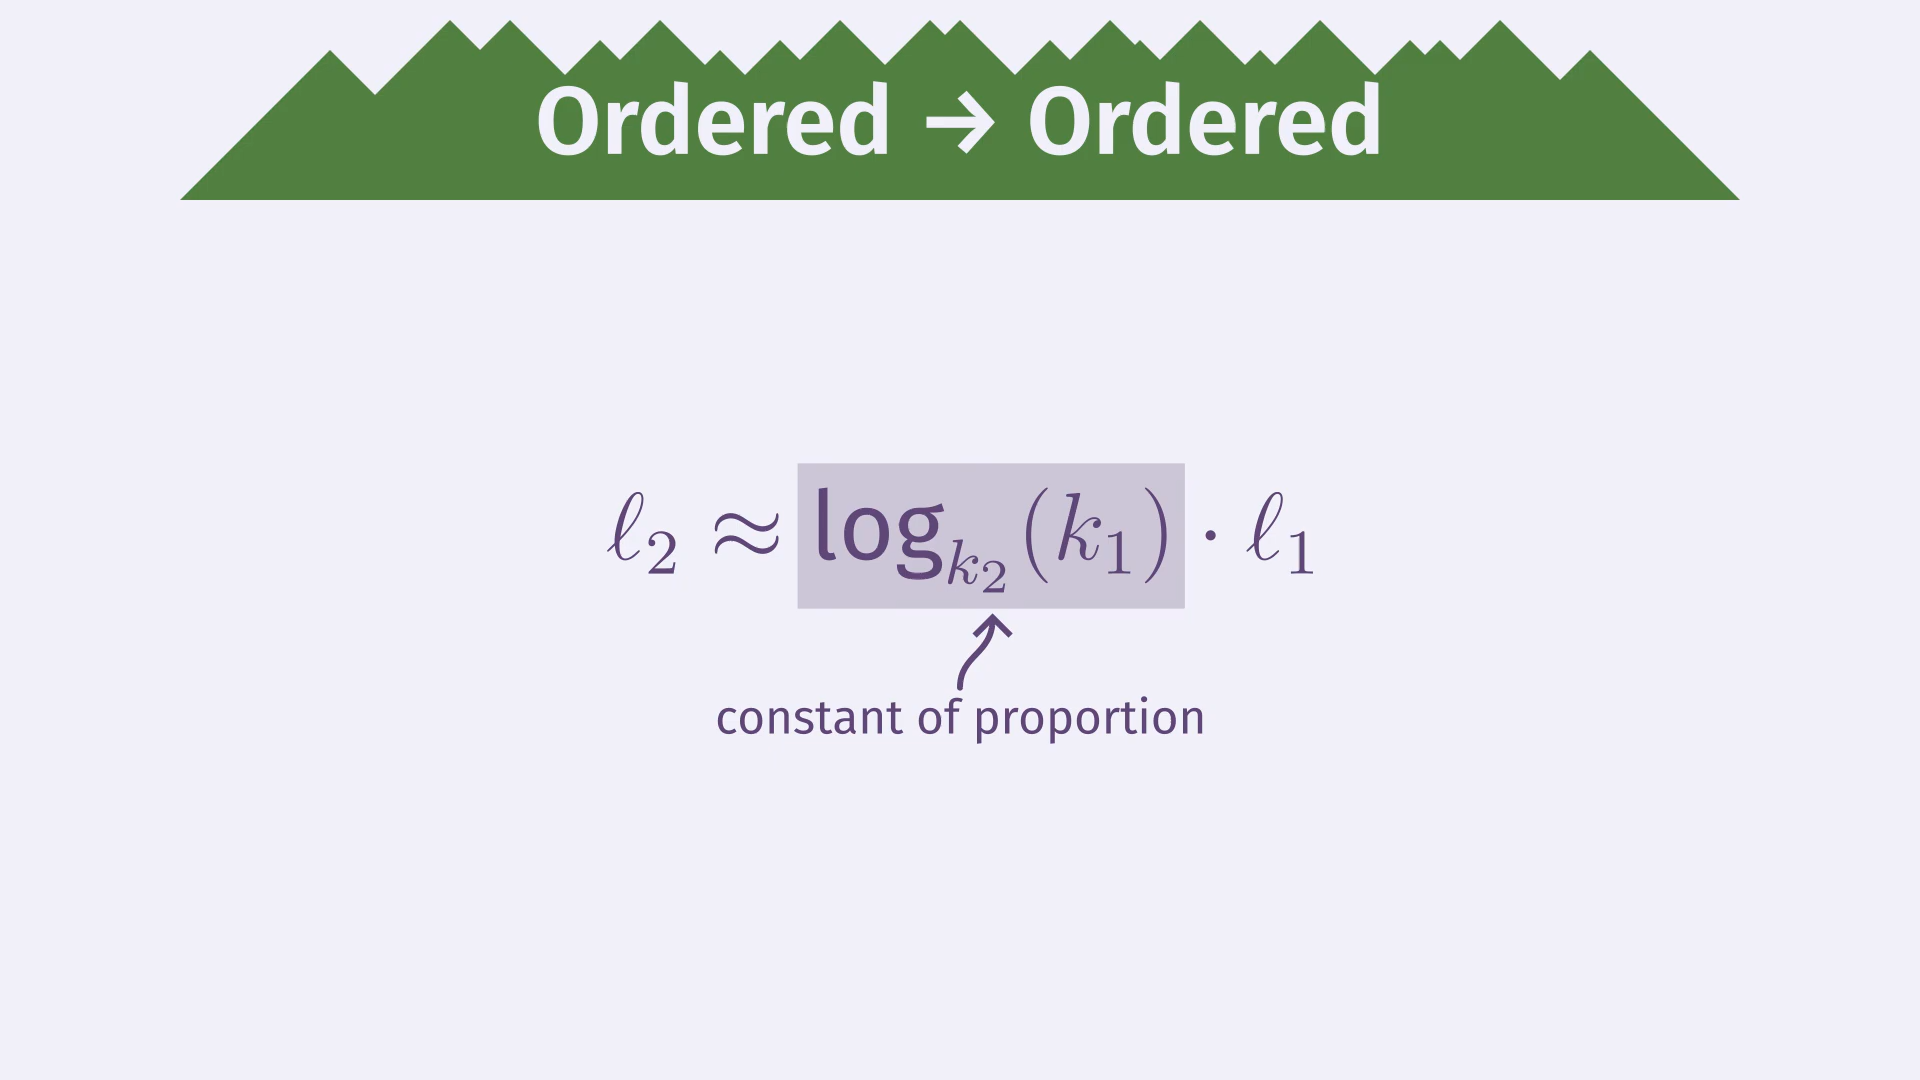 Ordered → Ordered
ℓ₂ ≈ log_{k₂}(k₁) · ℓ₁
constant of proportion